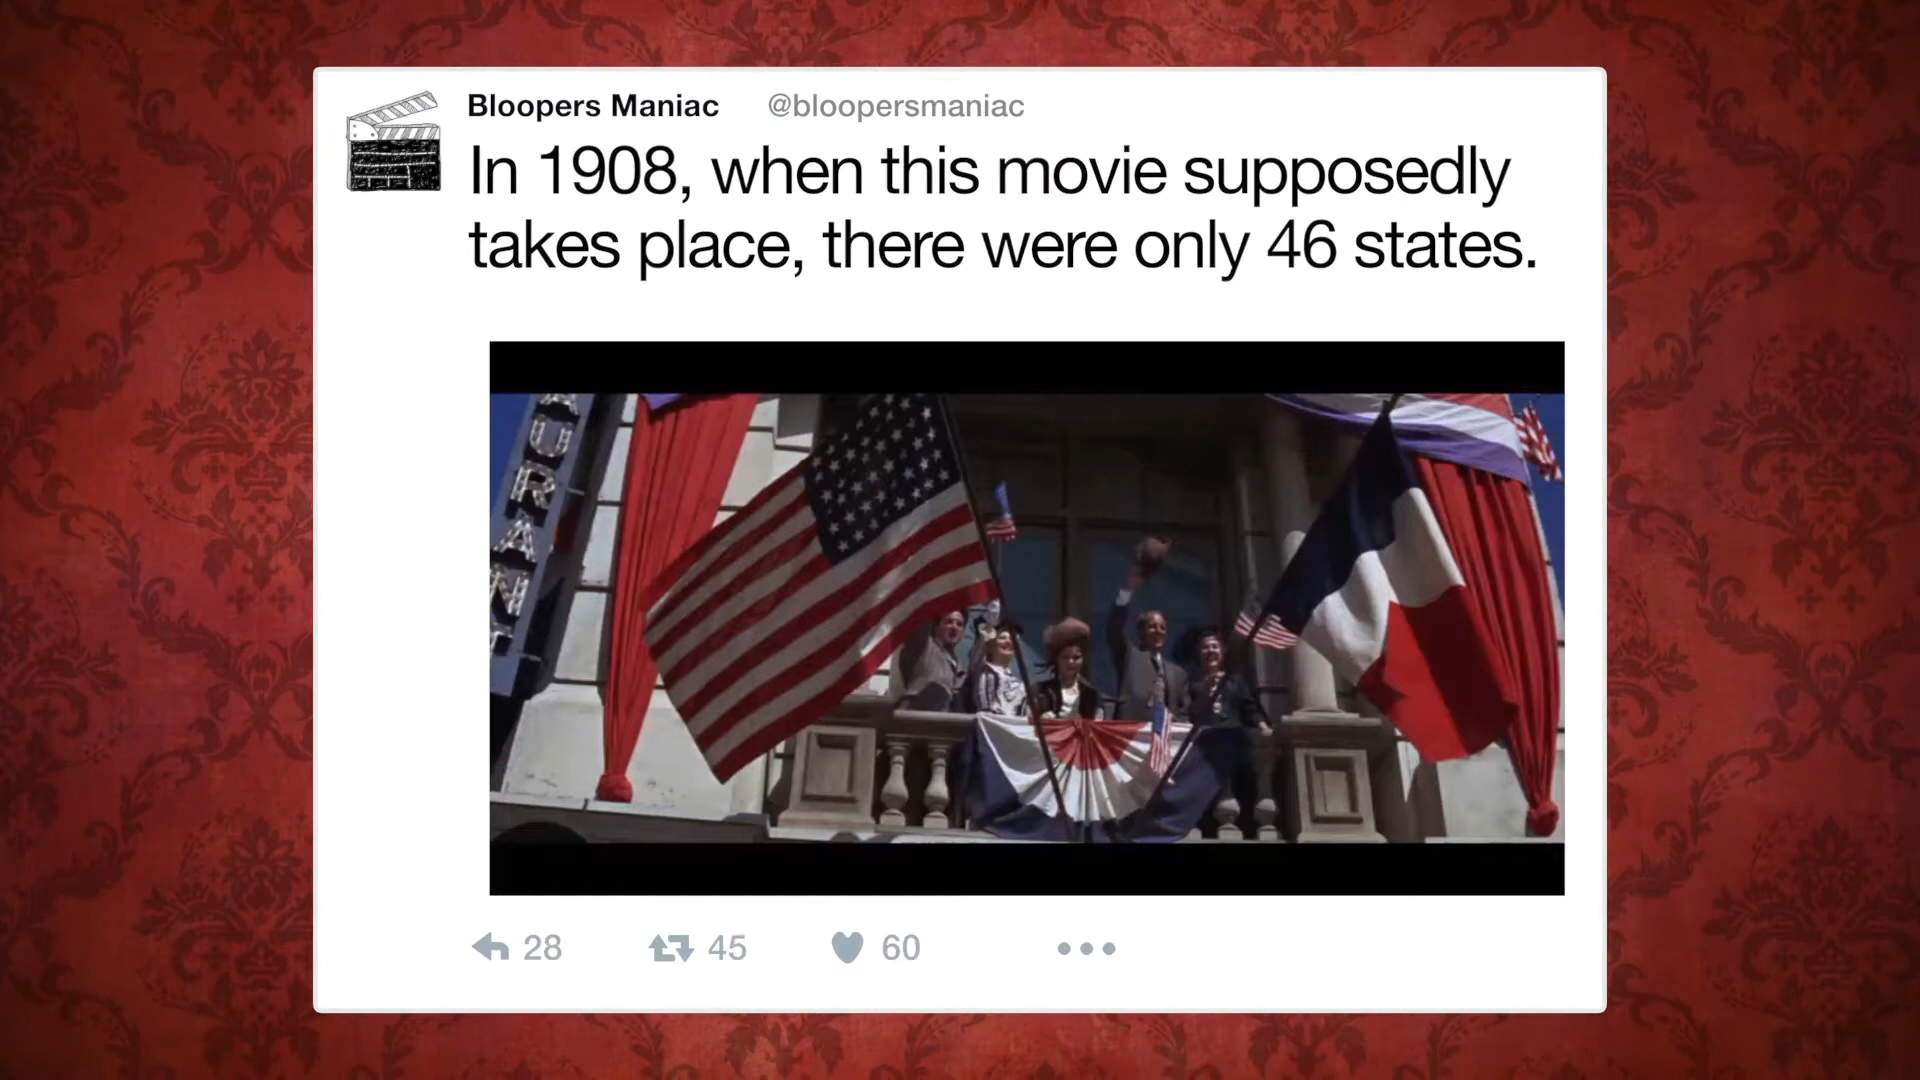 Bloopers Maniac @bloopersmaniac
In 1908, when this movie supposedly
takes place, there were only 46 states.
URANT
28 45 60